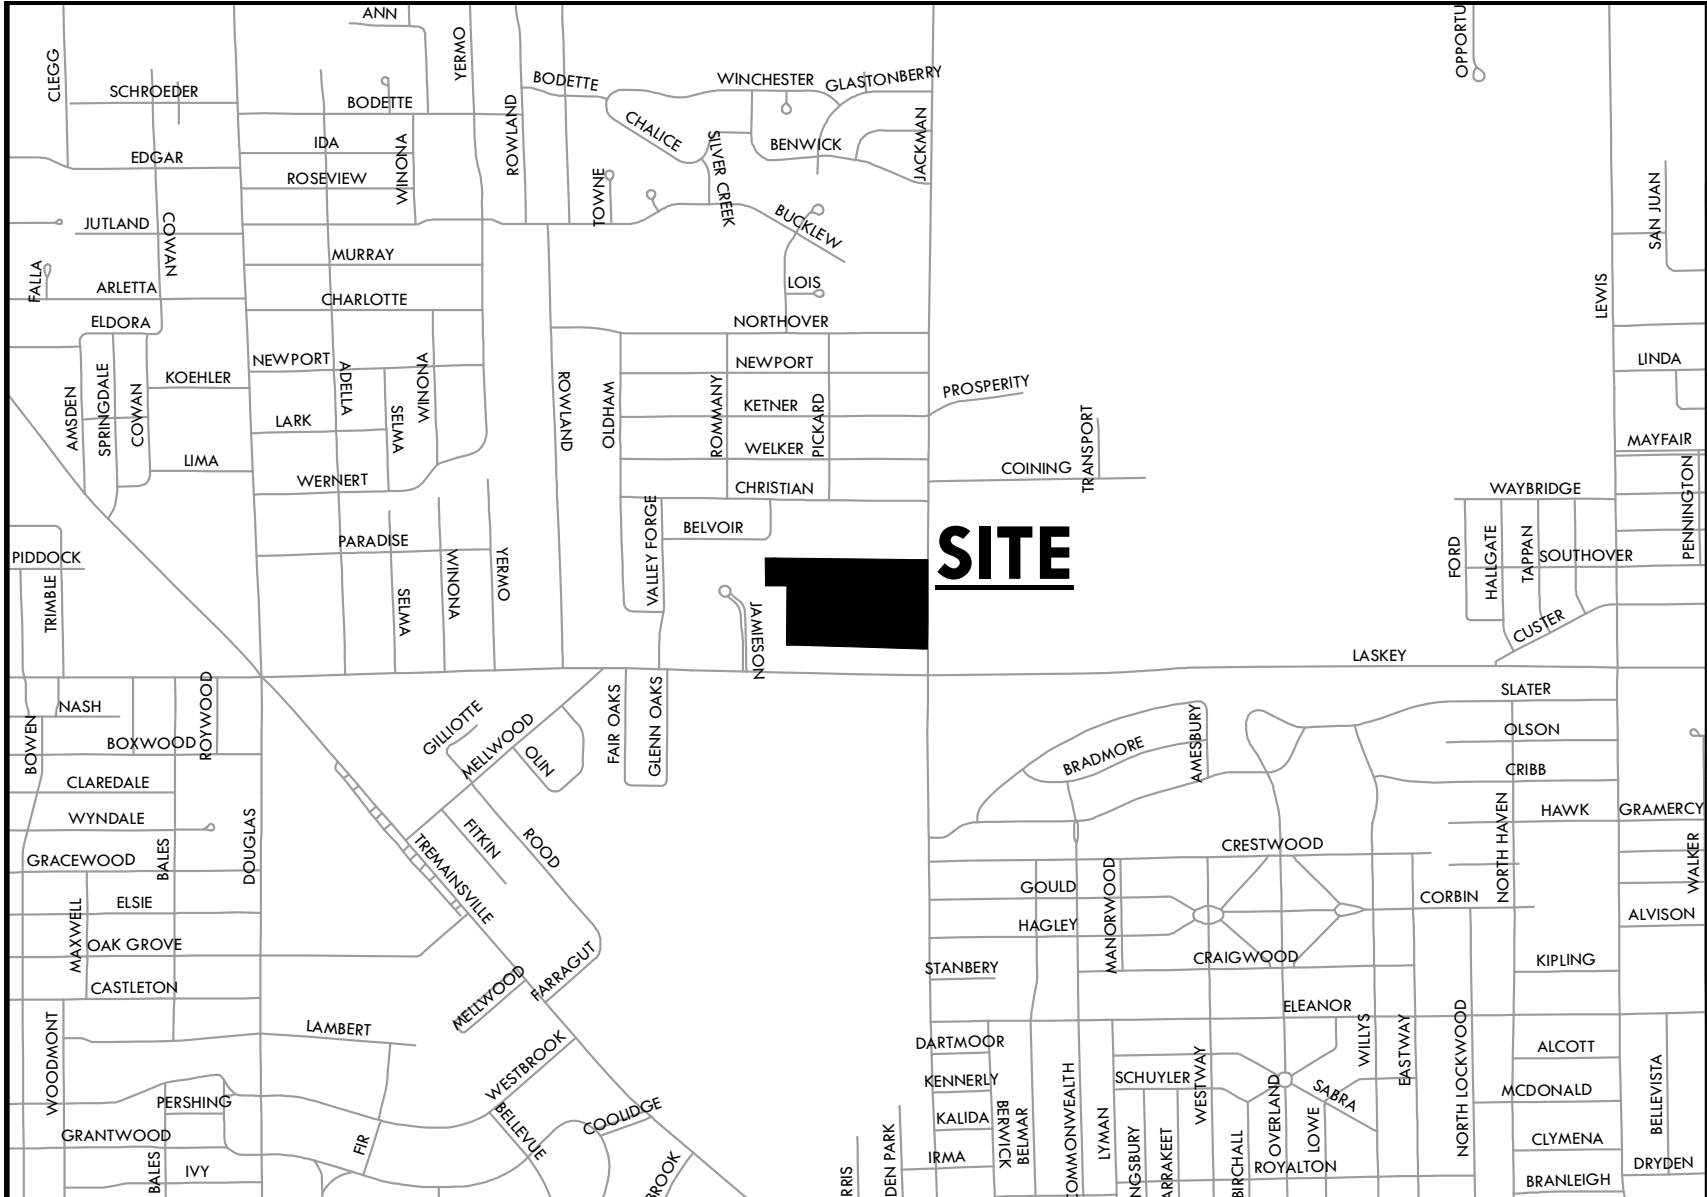 ANN
CLEGG
YERMO
OPPORTU
SCHROEDER
BODETTE
BODETTE
WINCHESTER
GLASTONBERRY
ROWLAND
CHALICE
SILVER CREEK
BENWICK
JACKMAN
IDA
WINONA
EDGAR
ROSEVIEW
TOWNE
BUCKLEW
SAN JUAN
JUTLAND
COWAN
MURRAY
FALLA
ARLETTA
CHARLOTTE
LOIS
LEWIS
ELDORA
NORTHOVER
NEWPORT
ADELLA
WINONA
NEWPORT
LINDA
KOEHLER
AMSDEN
SPRINGDALE
COWAN
SELMA
ROWLAND
OLDHAM
ROMMANY
KETNER
PICKARD
PROSPERITY
LARK
TRANSPORT
WELKER
MAYFAIR
LIMA
WERNERT
CHRISTIAN
COINING
WAYBRIDGE
PENNINGTON
VALLEY FORGE
BELVOIR
SITE
PIDDOCK
TRIMBLE
PARADISE
SELMA
WINONA
YERMO
JAMIESON
FORD
HALLGATE
TAPPAN
SOUTHOVER
CUSTER
LASKEY
NASH
BOWEN
ROYWOOD
BOXWOOD
GILLIOTTE
MELLWOOD
OLIN
FAIR OAKS
GLENN OAKS
BRADMORE
AMESBURY
SLATER
OLSON
CRIBB
CLAREDALE
WYNDALE
DOUGLAS
BALES
GRACEWOOD
FITKIN
ROOD
TREMAINSVILLE
CRESTWOOD
NORTH HAVEN
HAWK
GRAMERCY
WALKER
GOULD
MANORWOOD
CORBIN
MAXWELL
ELSIE
HAGLEY
ALVISON
OAK GROVE
CRAIGWOOD
KIPLING
STANBERY
CASTLETON
MELLWOOD
FARRAGUT
ELEANOR
WOODMONT
LAMBERT
DARTMOOR
WILLYS
EASTWAY
NORTH LOCKWOOD
ALCOTT
WESTBROOK
KENNERLY
SCHUYLER
WESTWAY
OVERLAND
SABRA
MCDONALD
BELLEVISTA
PERSHING
BELLEVUE
COOLIDGE
KALIDA
BERWICK
BELMAR
OMMONWEALTH
LYMAN
LOWE
GRANTWOOD
FIR
CLYMENA
BALES
IVY
BROOK
RRIS
DEN PARK
IRMA
NGSBURY
ARRAKEET
BIRCHALL
ROYALTON
DRYDEN
BRANLEIGH